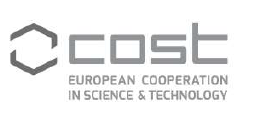 cost
EUROPEAN COOPERATION
IN SCIENCE & TECHNOLOGY